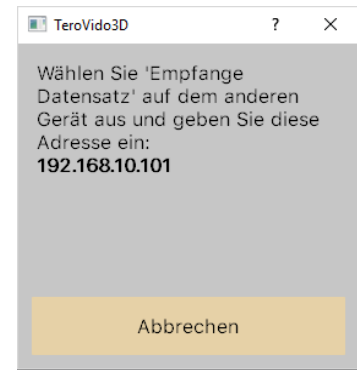 TeroVido3D
Wählen Sie 'Empfange
Datensatz' auf dem anderen
Gerät aus und geben Sie diese
Adresse ein:
192.168.10.101
Abbrechen